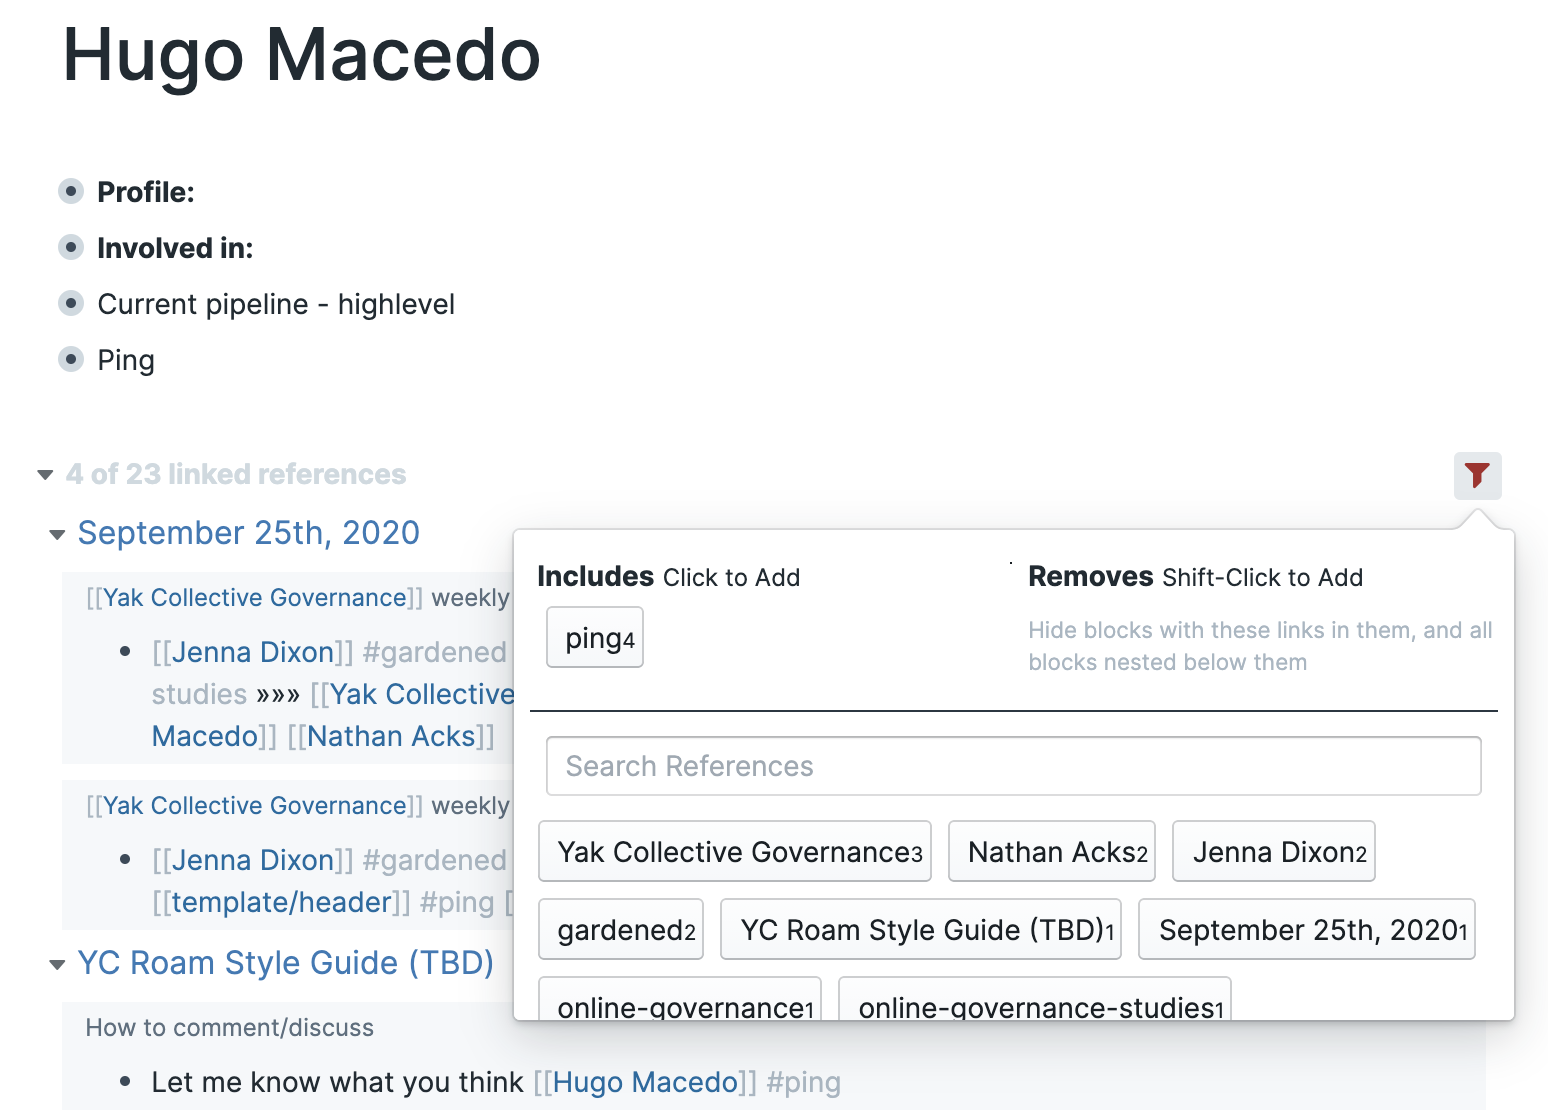 Hugo Macedo
Profile:
Involved in:
Current pipeline - highlevel
Ping
4 of 23 linked references
September 25th, 2020
[[Yak Collective Governance]] weekly
[[Jenna Dixon]] #gardened
studies »»» [[Yak Collective
Macedo]] [[Nathan Acks]]
[[Yak Collective Governance]] weekly
[[Jenna Dixon]] #gardened
[[template/header]] #ping [
YC Roam Style Guide (TBD)
How to comment/discuss
Let me know what you think [[Hugo Macedo]] #ping
Includes Click to Add
ping4
Removes Shift-Click to Add
Hide blocks with these links in them, and all
blocks nested below them
Search References
Yak Collective Governance3 Nathan Acks2 Jenna Dixon2
gardened2 YC Roam Style Guide (TBD)1 September 25th, 20201
online-governance1 online-governance-studies1